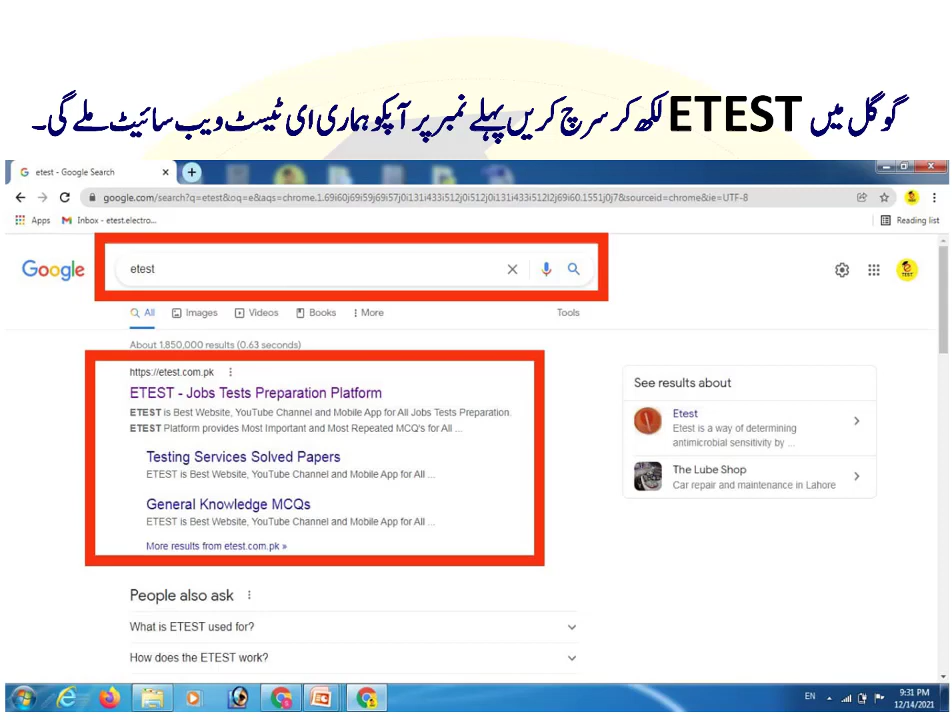 گوگل میں ETEST لکھ کر سرچ کریں پہلے نمبر پر آپکو ہماری ای ٹیسٹ ویب سائیٹ ملے گی۔
etest - Google Search
google.com/search?q=etest&oq=e&aqs=chrome.1.69i60j69i59j69i57j0i131i433i512j0i512j0i131i433i512l2j69i60.1551j0j7&sourceid=chrome&ie=UTF-8
Apps Inbox - etest.electro... Reading list
Google etest
TEST
All Images Videos Books More Tools
About 1,850,000 results (0.63 seconds)
https://etest.com.pk
ETEST - Jobs Tests Preparation Platform
ETEST is Best Website, YouTube Channel and Mobile App for All Jobs Tests Preparation.
ETEST Platform provides Most Important and Most Repeated MCQ's for All ...
Testing Services Solved Papers
ETEST is Best Website, YouTube Channel and Mobile App for All ...
General Knowledge MCQs
ETEST is Best Website, YouTube Channel and Mobile App for All ...
More results from etest.com.pk »
See results about
Etest
Etest is a way of determining
antimicrobial sensitivity by ...
The Lube Shop
Car repair and maintenance in Lahore
People also ask
What is ETEST used for?
How does the ETEST work?
EN 9:31 PM
12/14/2021